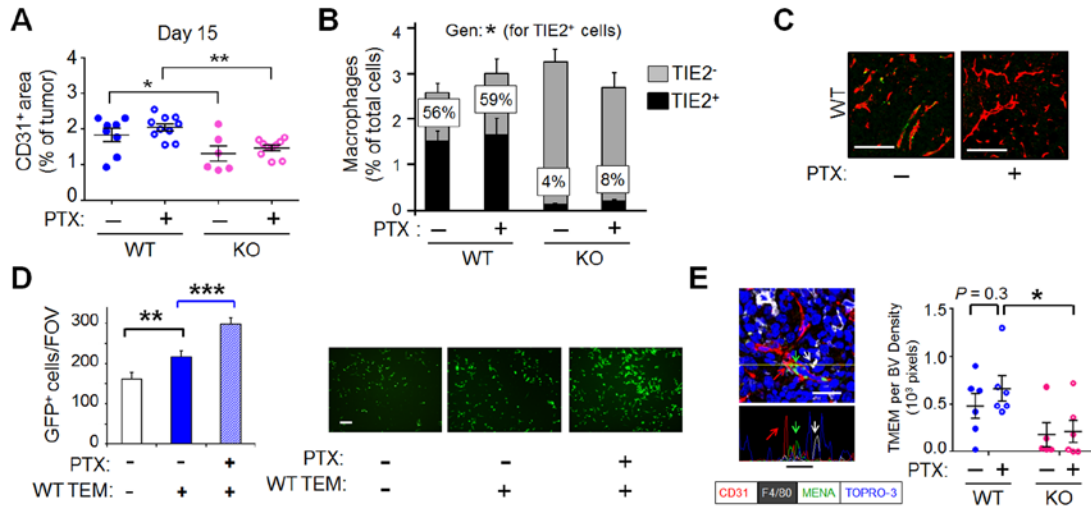 A
Day 15
CD31⁺ area
(% of tumor)
4
3
2
1
0
*
**
PTX: – + – +
WT KO
B
Gen: * (for TIE2⁺ cells)
Macrophages
(% of total cells)
4
3
2
1
0
56% 59% 4% 8%
TIE2⁻
TIE2⁺
PTX : – + – +
WT KO
C
WT
PTX: – +
D
GFP⁺ cells/FOV
300
250
200
150
100
50
0
** ***
PTX: - - +
WT TEM: - + +
PTX: - - +
WT TEM: - + +
E
CD31 F4/80 MENA TOPRO-3
P = 0.3
*
TMEM per BV Density
(10³ pixels)
1.5
1.0
0.5
0.0
PTX: – + – +
WT KO